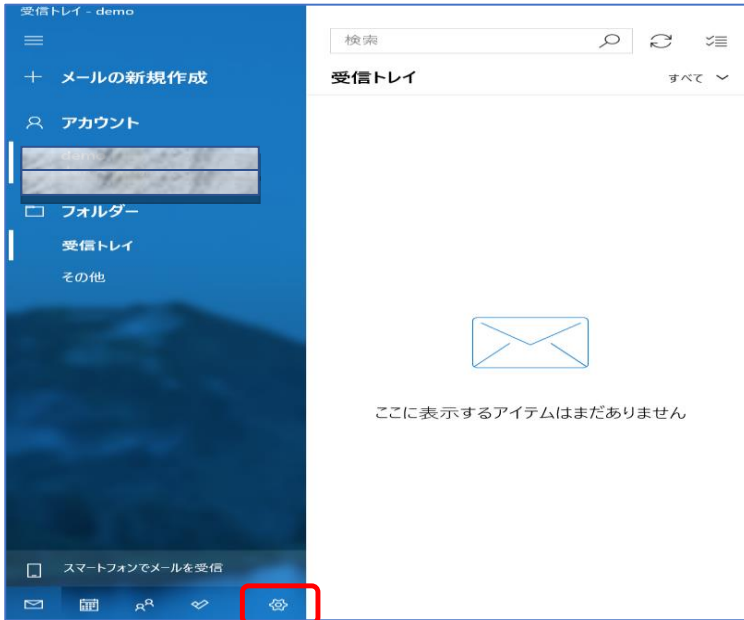 受信トレイ - demo
検索
メールの新規作成
受信トレイ
すべて
アカウント
demo
フォルダー
受信トレイ
その他
ここに表示するアイテムはまだありません
スマートフォンでメールを受信